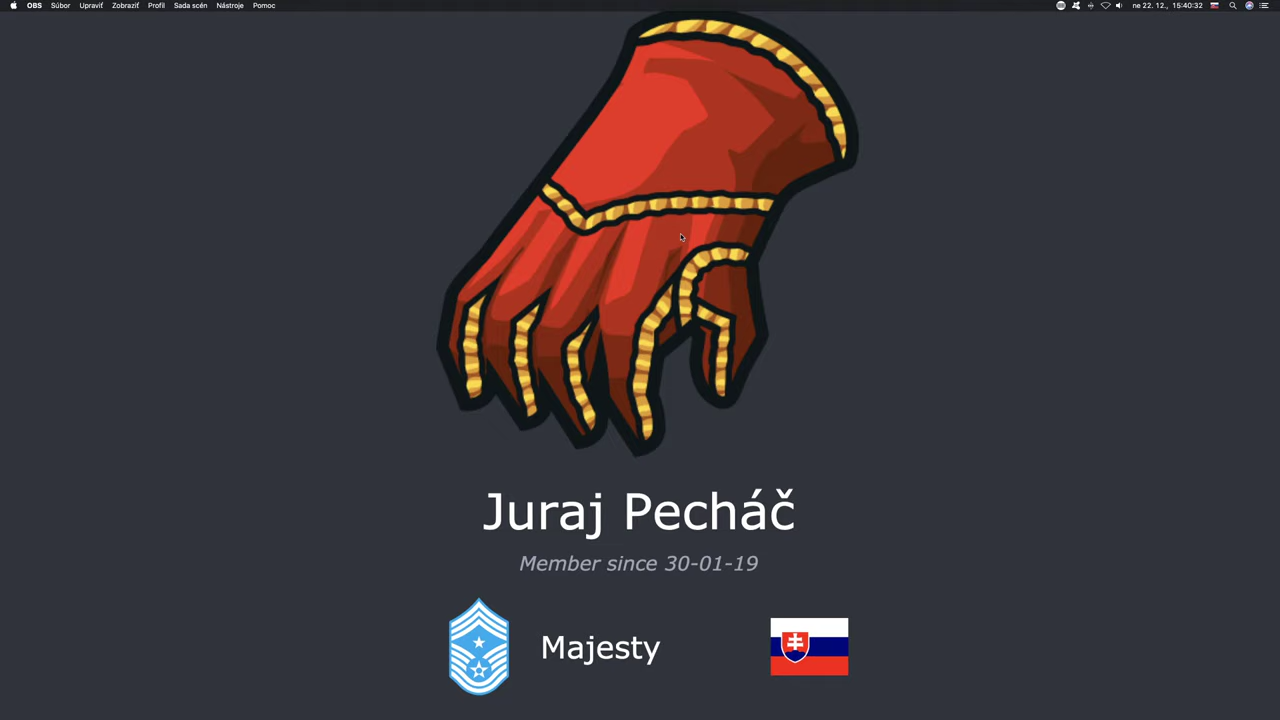 OBS Súbor Upraviť Zobraziť Profil Sada scén Nástroje Pomoc ne 22. 12., 15:40:32
Juraj Pecháč
Member since 30-01-19
Majesty